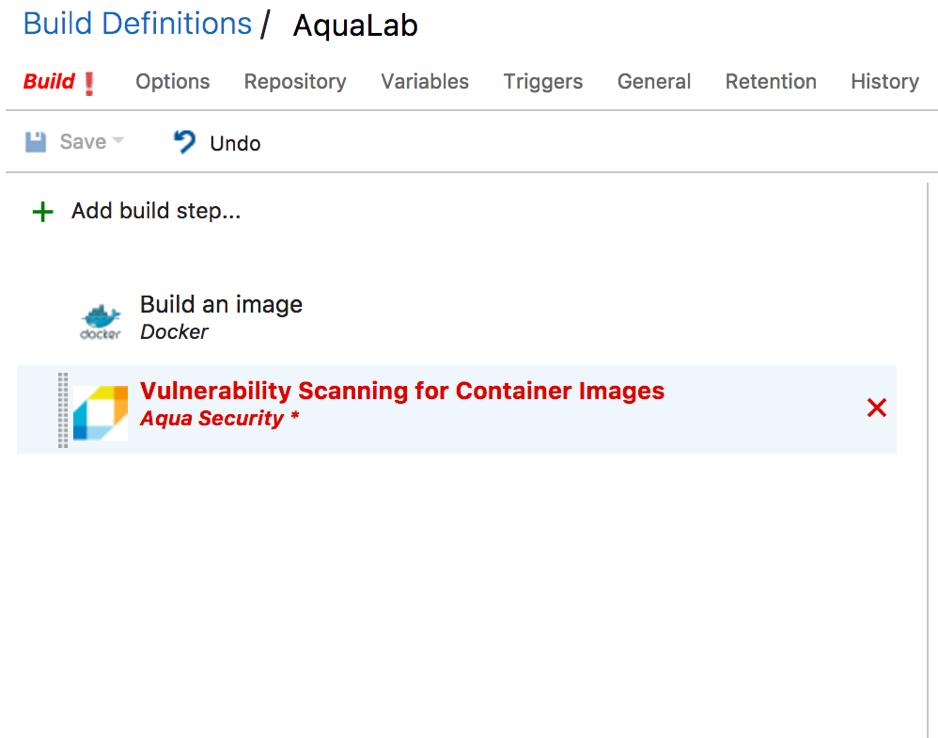 Build Definitions / AquaLab
Build ! Options Repository Variables Triggers General Retention History
Save Undo
+ Add build step...
Build an image
docker Docker
Vulnerability Scanning for Container Images
Aqua Security *